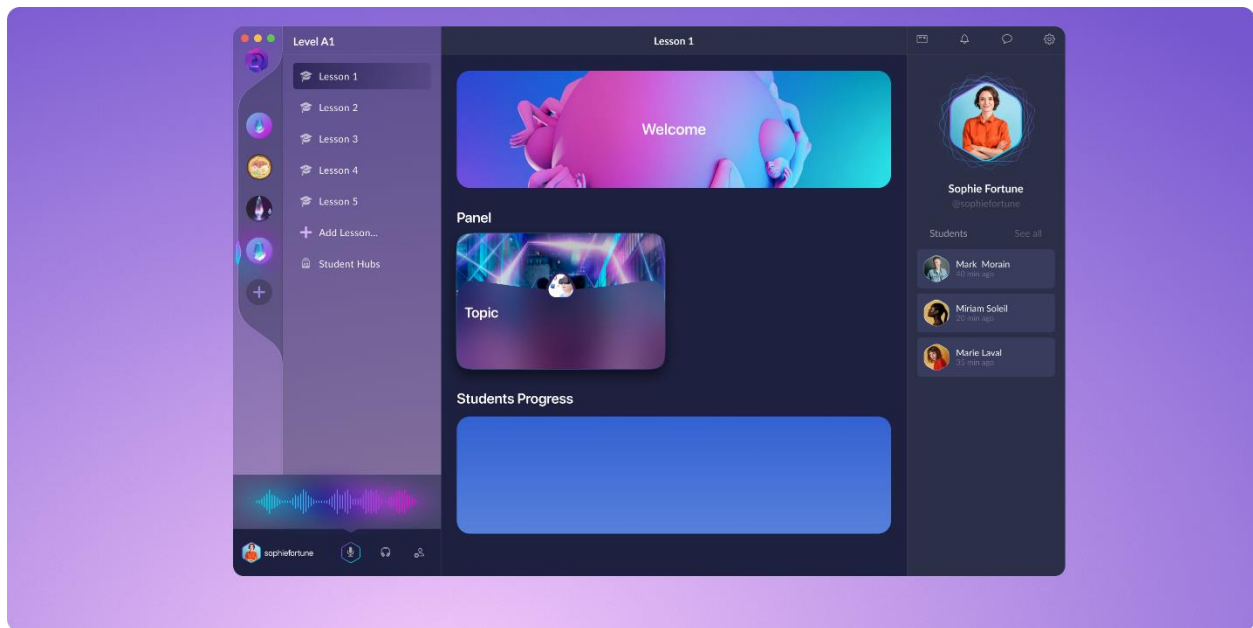 Level A1
Lesson 1
Lesson 2
Lesson 3
Lesson 4
Lesson 5
Add Lesson...
Student Hubs
sophiefortune
Lesson 1
Welcome
Panel
Topic
Students Progress
Sophie Fortune
@sophiefortune
Students See all
Mark Morain
40 min ago
Miriam Soleil
20 min ago
Marie Laval
35 min ago